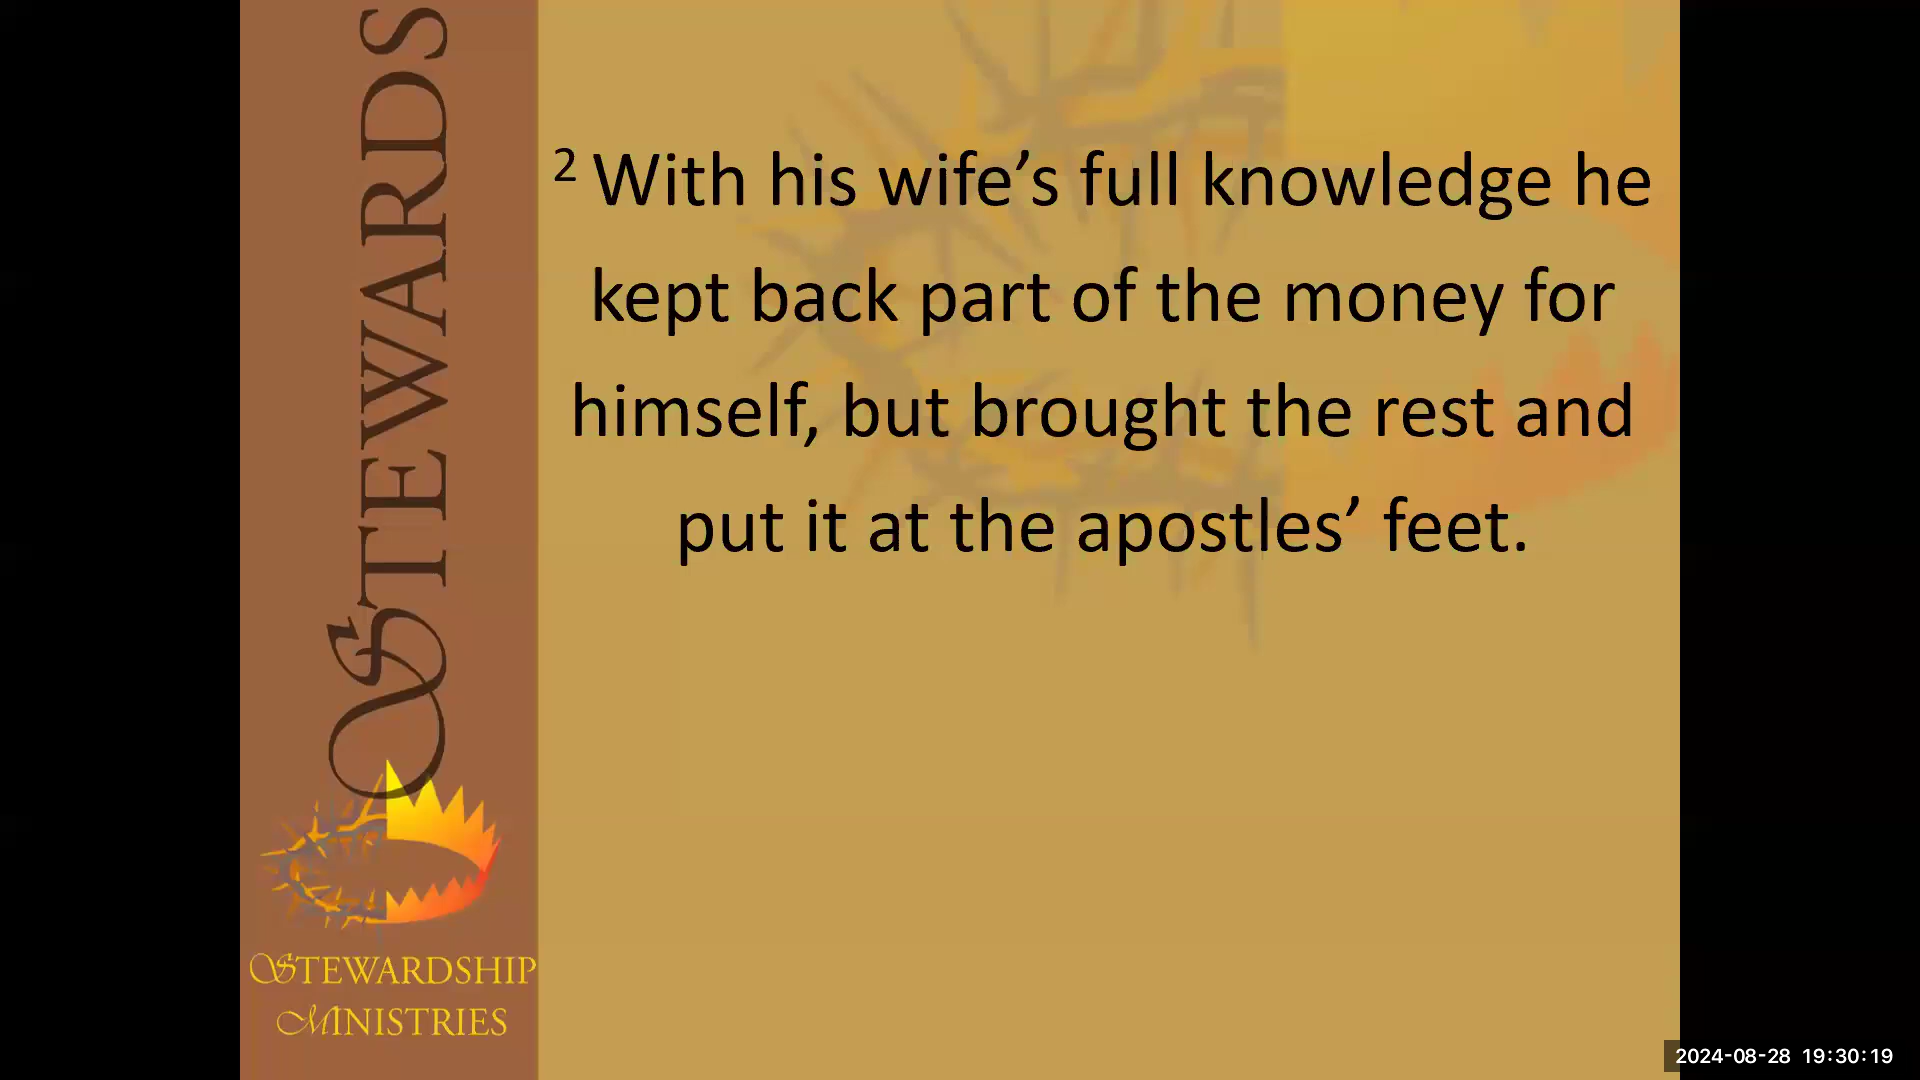 STEWARDS
2 With his wife’s full knowledge he
kept back part of the money for
himself, but brought the rest and
put it at the apostles’ feet.
STEWARDSHIP
MINISTRIES
2024-08-28 19:30:19